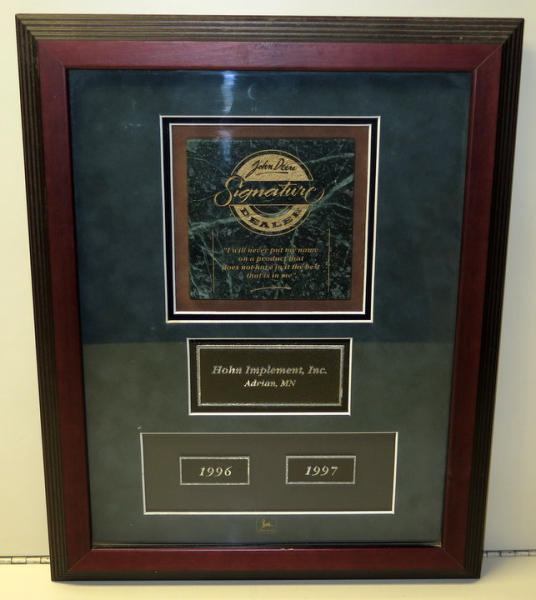 John Deere
Signature
DEALER
"I will never put my name
on a product that
does not have in it the best
that is in me".
Hohn Implement, Inc.
Adrian, MN
1996
1997